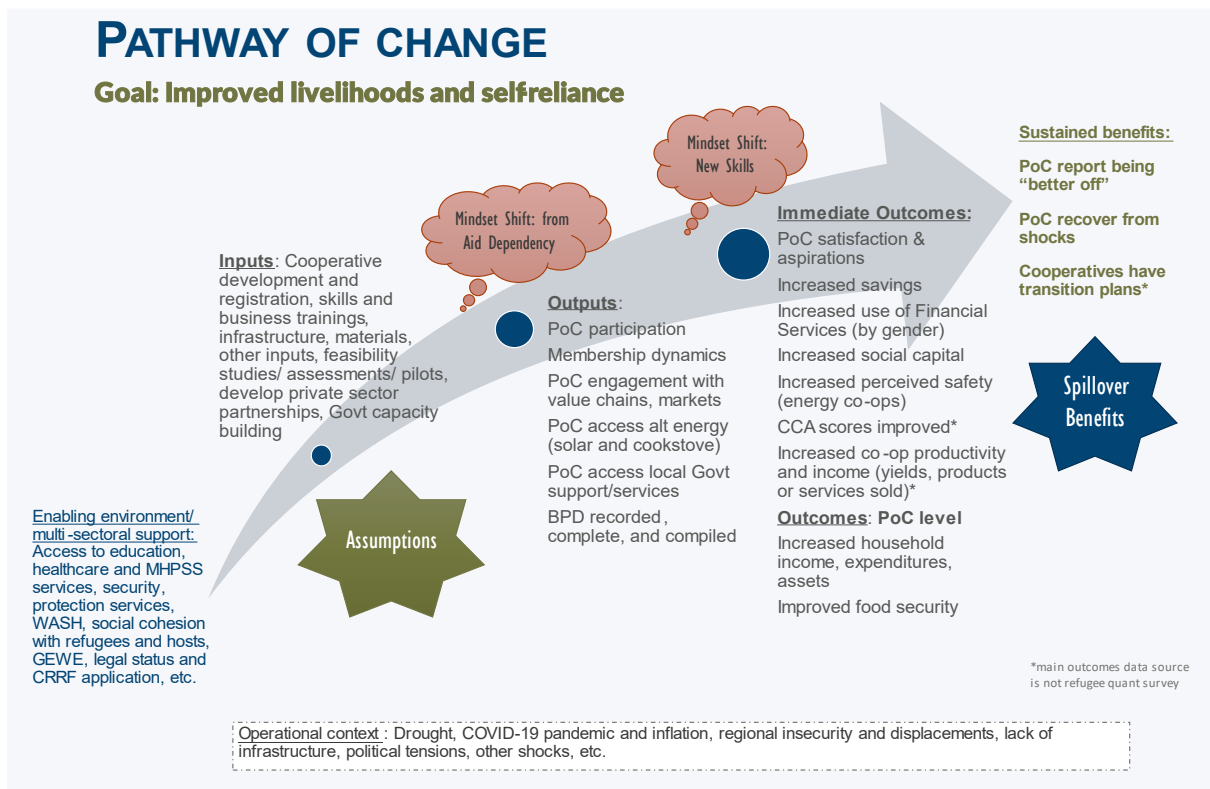 PATHWAY OF CHANGE
Goal: Improved livelihoods and self-reliance
Mindset Shift:
New Skills
Mindset Shift: from
Aid Dependency
Inputs: Cooperative
development and
registration, skills and
business trainings,
infrastructure, materials,
other inputs, feasibility
studies/ assessments/ pilots,
develop private sector
partnerships, Govt capacity
building
Outputs:
PoC participation
Membership dynamics
PoC engagement with
value chains, markets
PoC access alt energy
(solar and cookstove)
PoC access local Govt
support/services
BPD recorded,
complete, and compiled
Immediate Outcomes:
PoC satisfaction &
aspirations
Increased savings
Increased use of Financial
Services (by gender)
Increased social capital
Increased perceived safety
(energy co-ops)
CCA scores improved*
Increased co-op productivity
and income (yields, products
or services sold)*
Outcomes: PoC level
Increased household
income, expenditures,
assets
Improved food security
Sustained benefits:
PoC report being
“better off”
PoC recover from
shocks
Cooperatives have
transition plans*
Spillover
Benefits
Assumptions
Enabling environment/
multi-sectoral support:
Access to education,
healthcare and MHPSS
services, security,
protection services,
WASH, social cohesion
with refugees and hosts,
GEWE, legal status and
CRRF application, etc.
*main outcomes data source
is not refugee quant survey
Operational context : Drought, COVID-19 pandemic and inflation, regional insecurity and displacements, lack of
infrastructure, political tensions, other shocks, etc.